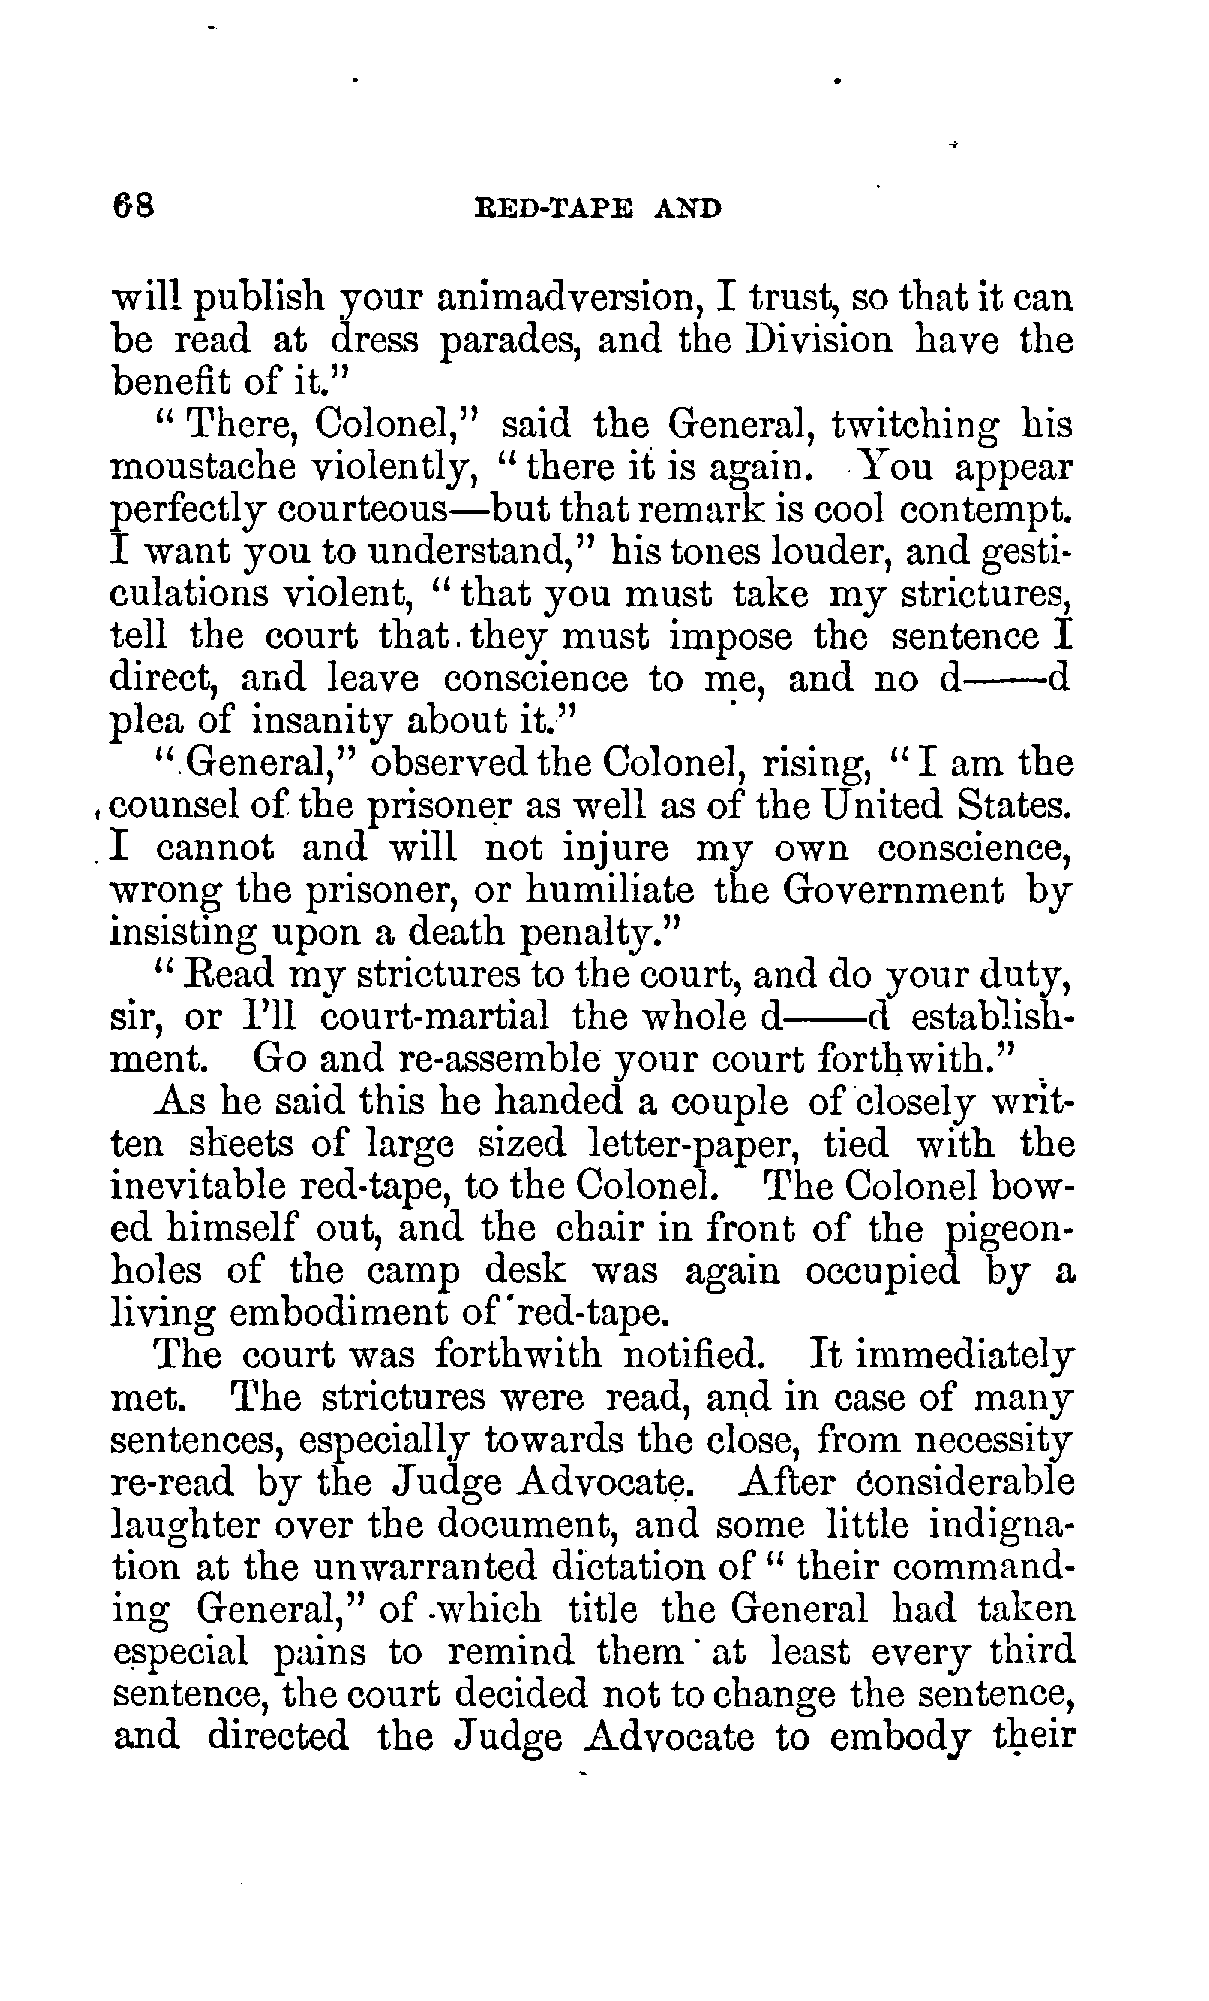 68 RED-TAPE AND
will publish your animadversion, I trust, so that it can
be read at dress parades, and the Division have the
benefit of it."
" There, Colonel," said the General, twitching his
moustache violently, " there it is again. You appear
perfectly courteous—but that remark is cool contempt.
I want you to understand," his tones louder, and gesti-
culations violent, " that you must take my strictures,
tell the court that they must impose the sentence I
direct, and leave conscience to me, and no d——d
plea of insanity about it."
" General," observed the Colonel, rising, " I am the
counsel of the prisoner as well as of the United States.
I cannot and will not injure my own conscience,
wrong the prisoner, or humiliate the Government by
insisting upon a death penalty."
" Read my strictures to the court, and do your duty,
sir, or I'll court-martial the whole d——d establish-
ment. Go and re-assemble your court forthwith."
As he said this he handed a couple of closely writ-
ten sheets of large sized letter-paper, tied with the
inevitable red-tape, to the Colonel. The Colonel bow-
ed himself out, and the chair in front of the pigeon-
holes of the camp desk was again occupied by a
living embodiment of red-tape.
The court was forthwith notified. It immediately
met. The strictures were read, and in case of many
sentences, especially towards the close, from necessity
re-read by the Judge Advocate. After considerable
laughter over the document, and some little indigna-
tion at the unwarranted dictation of " their command-
ing General," of which title the General had taken
especial pains to remind them at least every third
sentence, the court decided not to change the sentence,
and directed the Judge Advocate to embody their